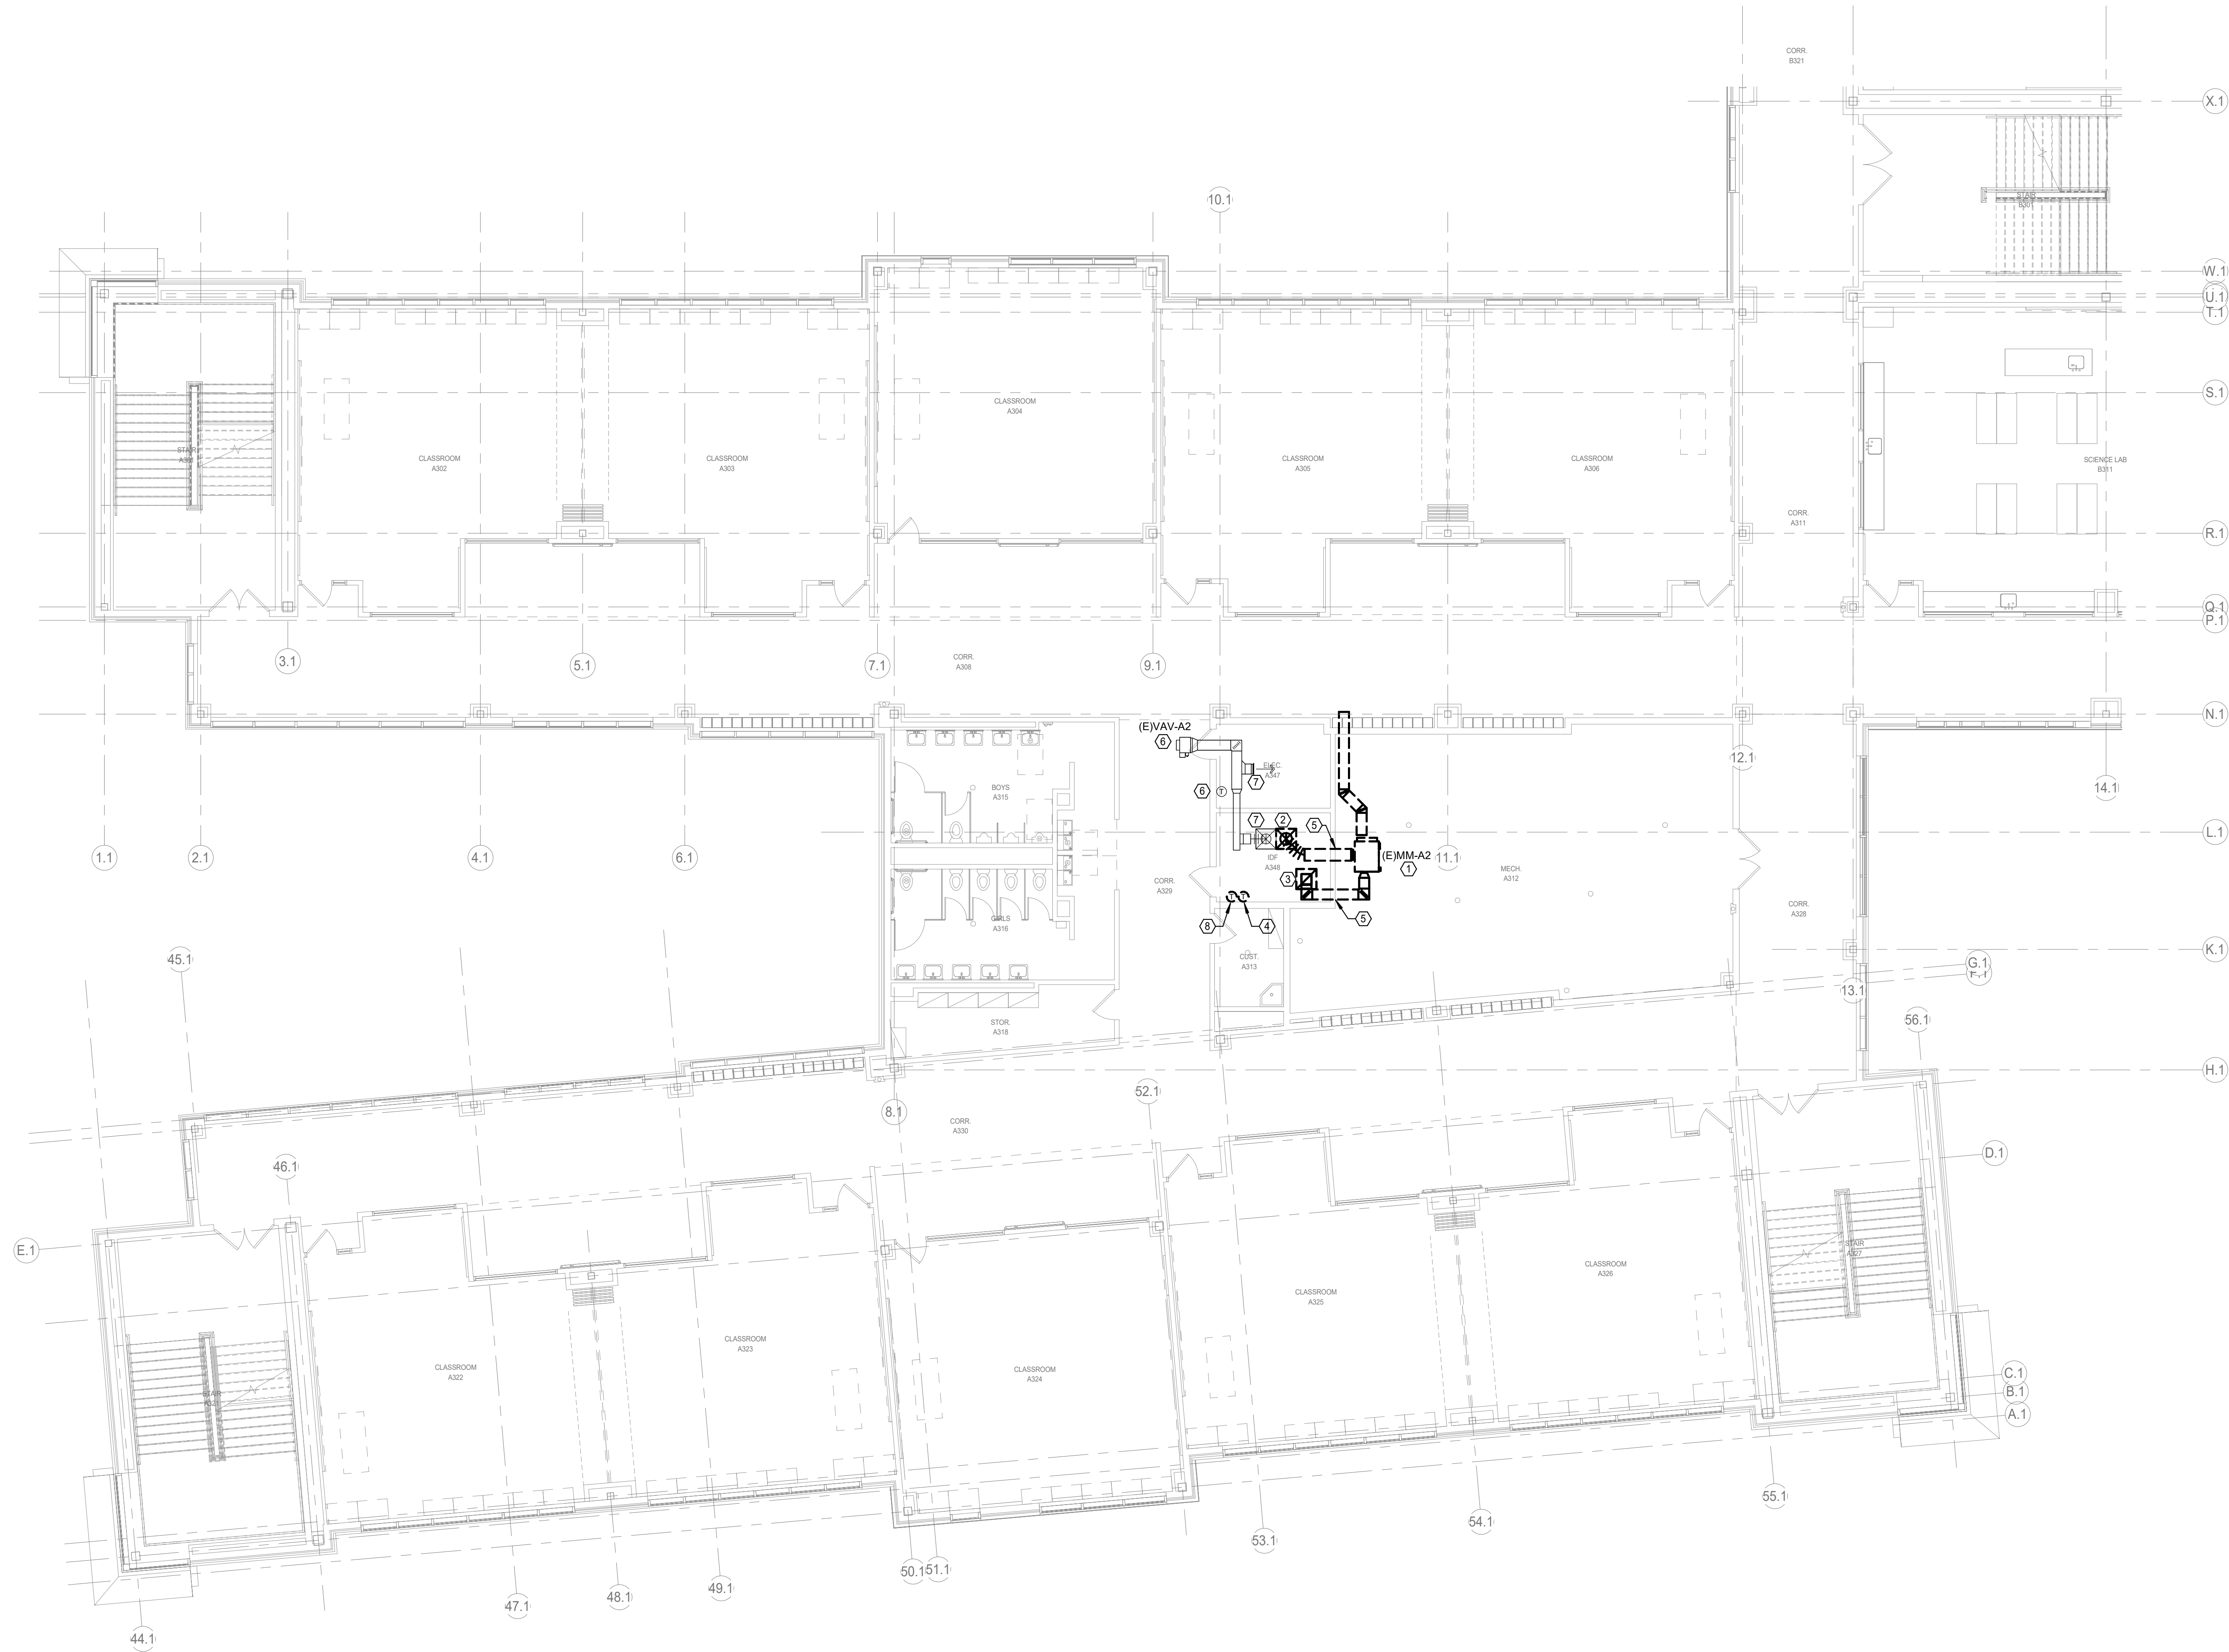 CORR.
B321
X.1
STAIR
B301
10.1
W.1
U.1
T.1
S.1
CLASSROOM
A304
STAIR
CLASSROOM
A302
CLASSROOM
A303
CLASSROOM
A305
CLASSROOM
A306
SCIENCE LAB
B311
CORR.
A311
R.1
Q.1
P.1
3.1
5.1
7.1
CORR.
A308
9.1
N.1
(E)VAV-A2
6
ELEC.
A347
7
6
T
12.1
14.1
BOYS
A315
L.1
7
2
5
1.1
2.1
4.1
6.1
IDF
A348
(E)MM-A2
1
11.1
MECH.
A312
CORR.
A329
3
T
T
8
4
5
GIRLS
A316
CORR.
A328
K.1
45.1
CUST.
A313
G.1
13.1
STOR.
A318
56.1
H.1
52.1
8.1
CORR.
A330
D.1
46.1
E.1
STAIR
A327
CLASSROOM
A326
CLASSROOM
A325
CLASSROOM
A323
CLASSROOM
A322
CLASSROOM
A324
STAIR
C.1
B.1
A.1
55.1
54.1
53.1
50.1
51.1
49.1
48.1
47.1
44.1